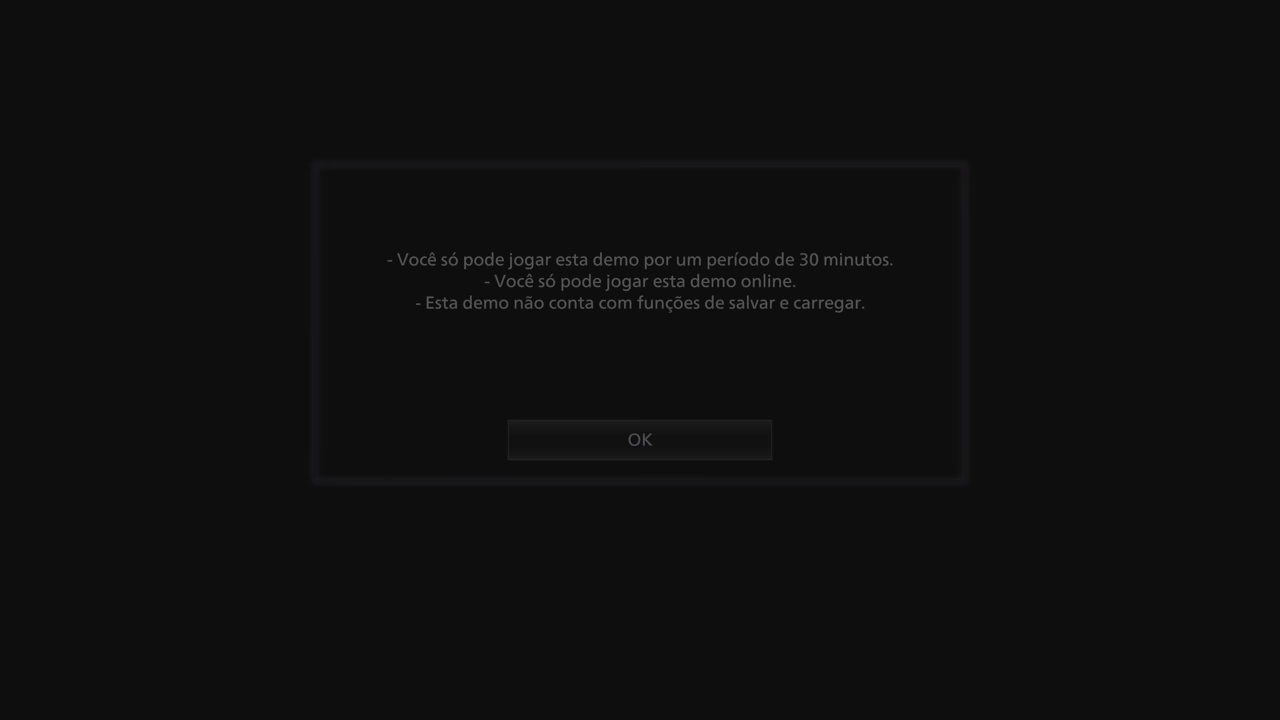 - Você só pode jogar esta demo por um período de 30 minutos.
- Você só pode jogar esta demo online.
- Esta demo não conta com funções de salvar e carregar.
OK